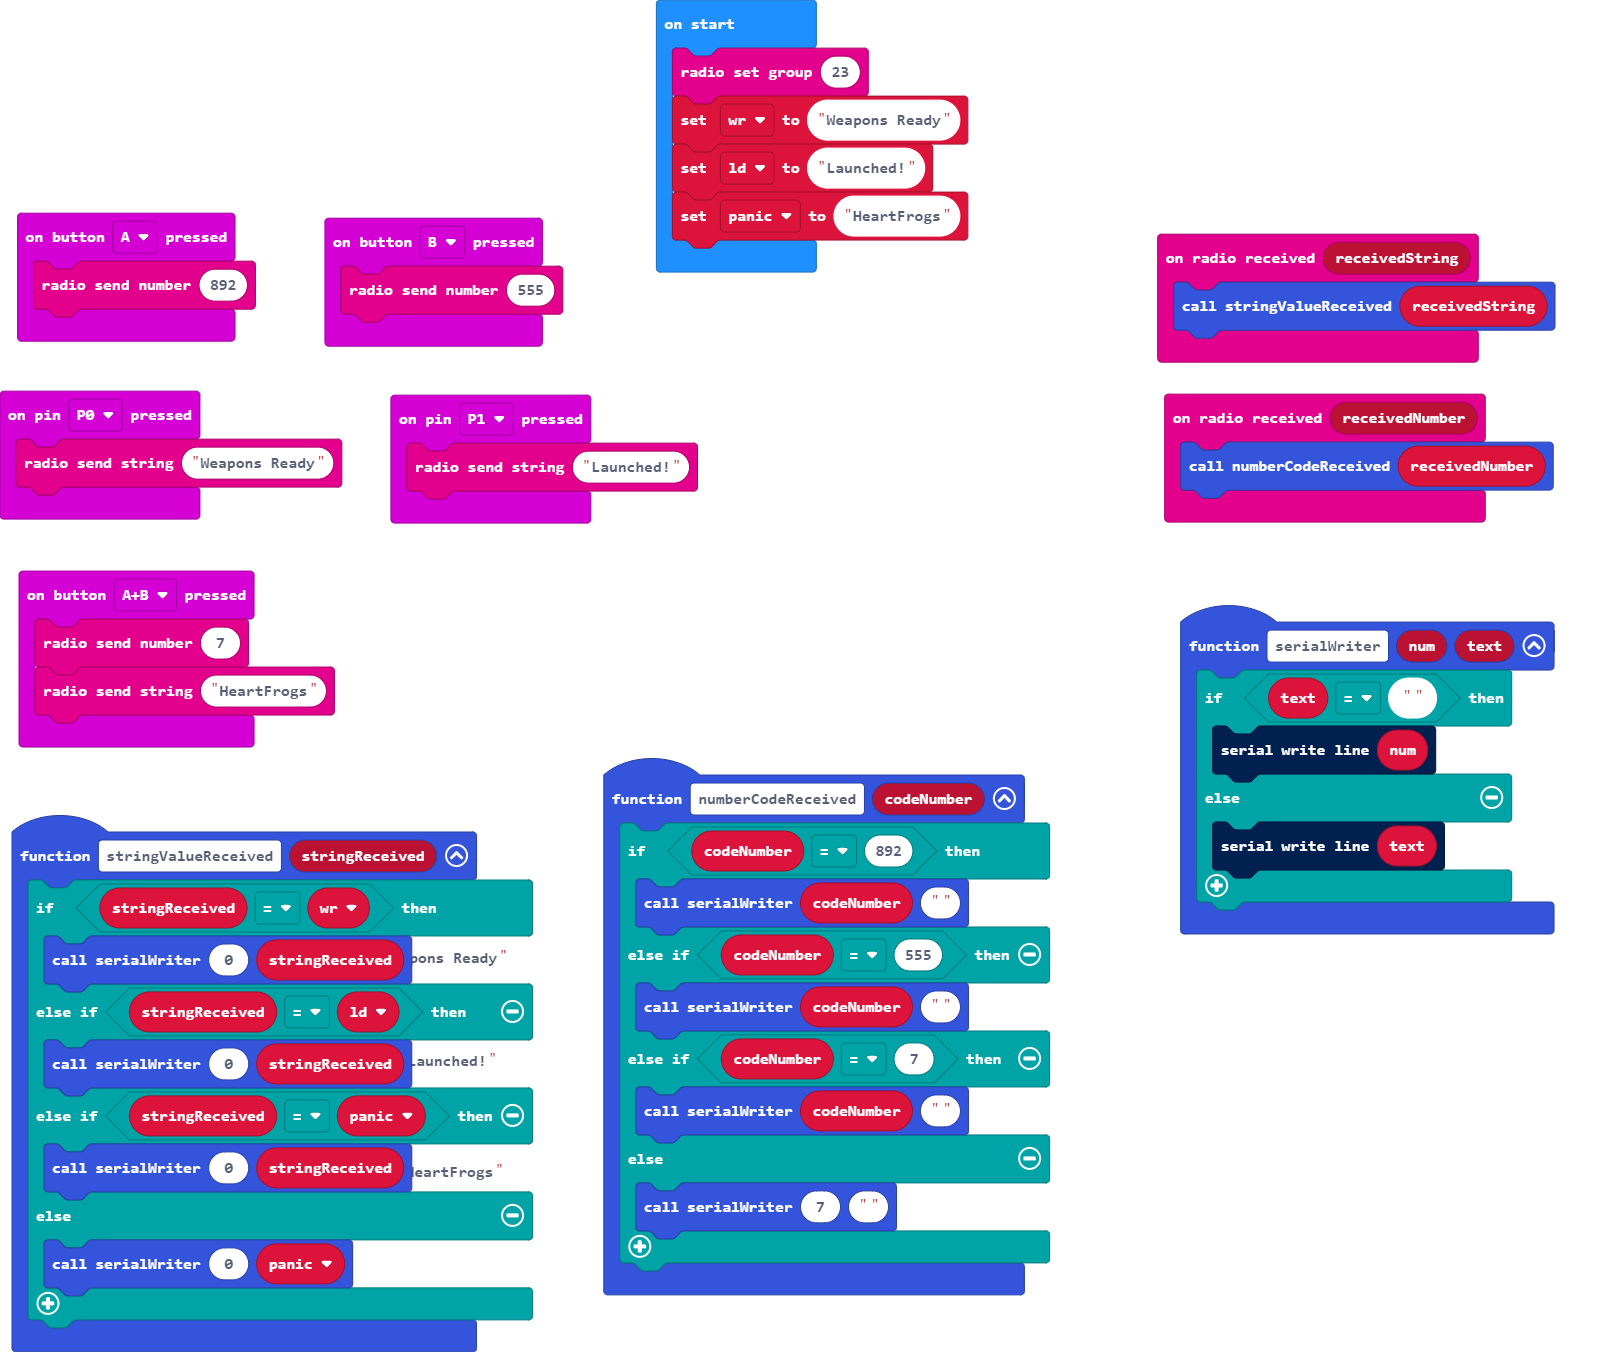 on start
radio set group 23
set wr to "Weapons Ready"
set ld to "Launched!"
set panic to "HeartFrogs"
on button A pressed
radio send number 892
on button B pressed
radio send number 555
on radio received receivedString
call stringValueReceived receivedString
on pin P0 pressed
radio send string "Weapons Ready"
on pin P1 pressed
radio send string "Launched!"
on radio received receivedNumber
call numberCodeReceived receivedNumber
on button A+B pressed
radio send number 7
radio send string "HeartFrogs"
function serialWriter num text
if text = "" then
serial write line num
else
serial write line text
function numberCodeReceived codeNumber
if codeNumber = 892 then
call serialWriter codeNumber ""
else if codeNumber = 555 then
call serialWriter codeNumber ""
else if codeNumber = 7 then
call serialWriter codeNumber ""
else
call serialWriter 7 ""
function stringValueReceived stringReceived
if stringReceived = wr then
call serialWriter 0 stringReceived Ready"
else if stringReceived = ld then
call serialWriter 0 stringReceived
else if stringReceived = panic then
call serialWriter 0 stringReceived
else
call serialWriter 0 panic